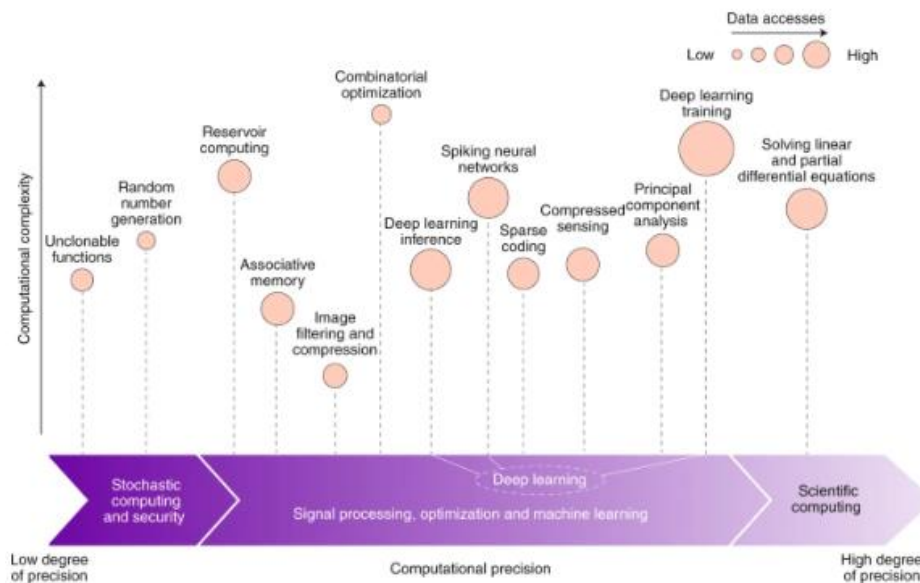 Data accesses
Low
High
Combinatorial
optimization
Deep learning
training
Reservoir
computing
Spiking neural
networks
Solving linear
and partial
differential equations
Random
number
generation
Principal
component
analysis
Unclonable
functions
Deep learning
inference
Sparse
coding
Compressed
sensing
Associative
memory
Image
filtering and
compression
Computational complexity
Stochastic
computing
and security
Deep learning
Signal processing, optimization and machine learning
Scientific
computing
Low degree
of precision
Computational precision
High degree
of precision